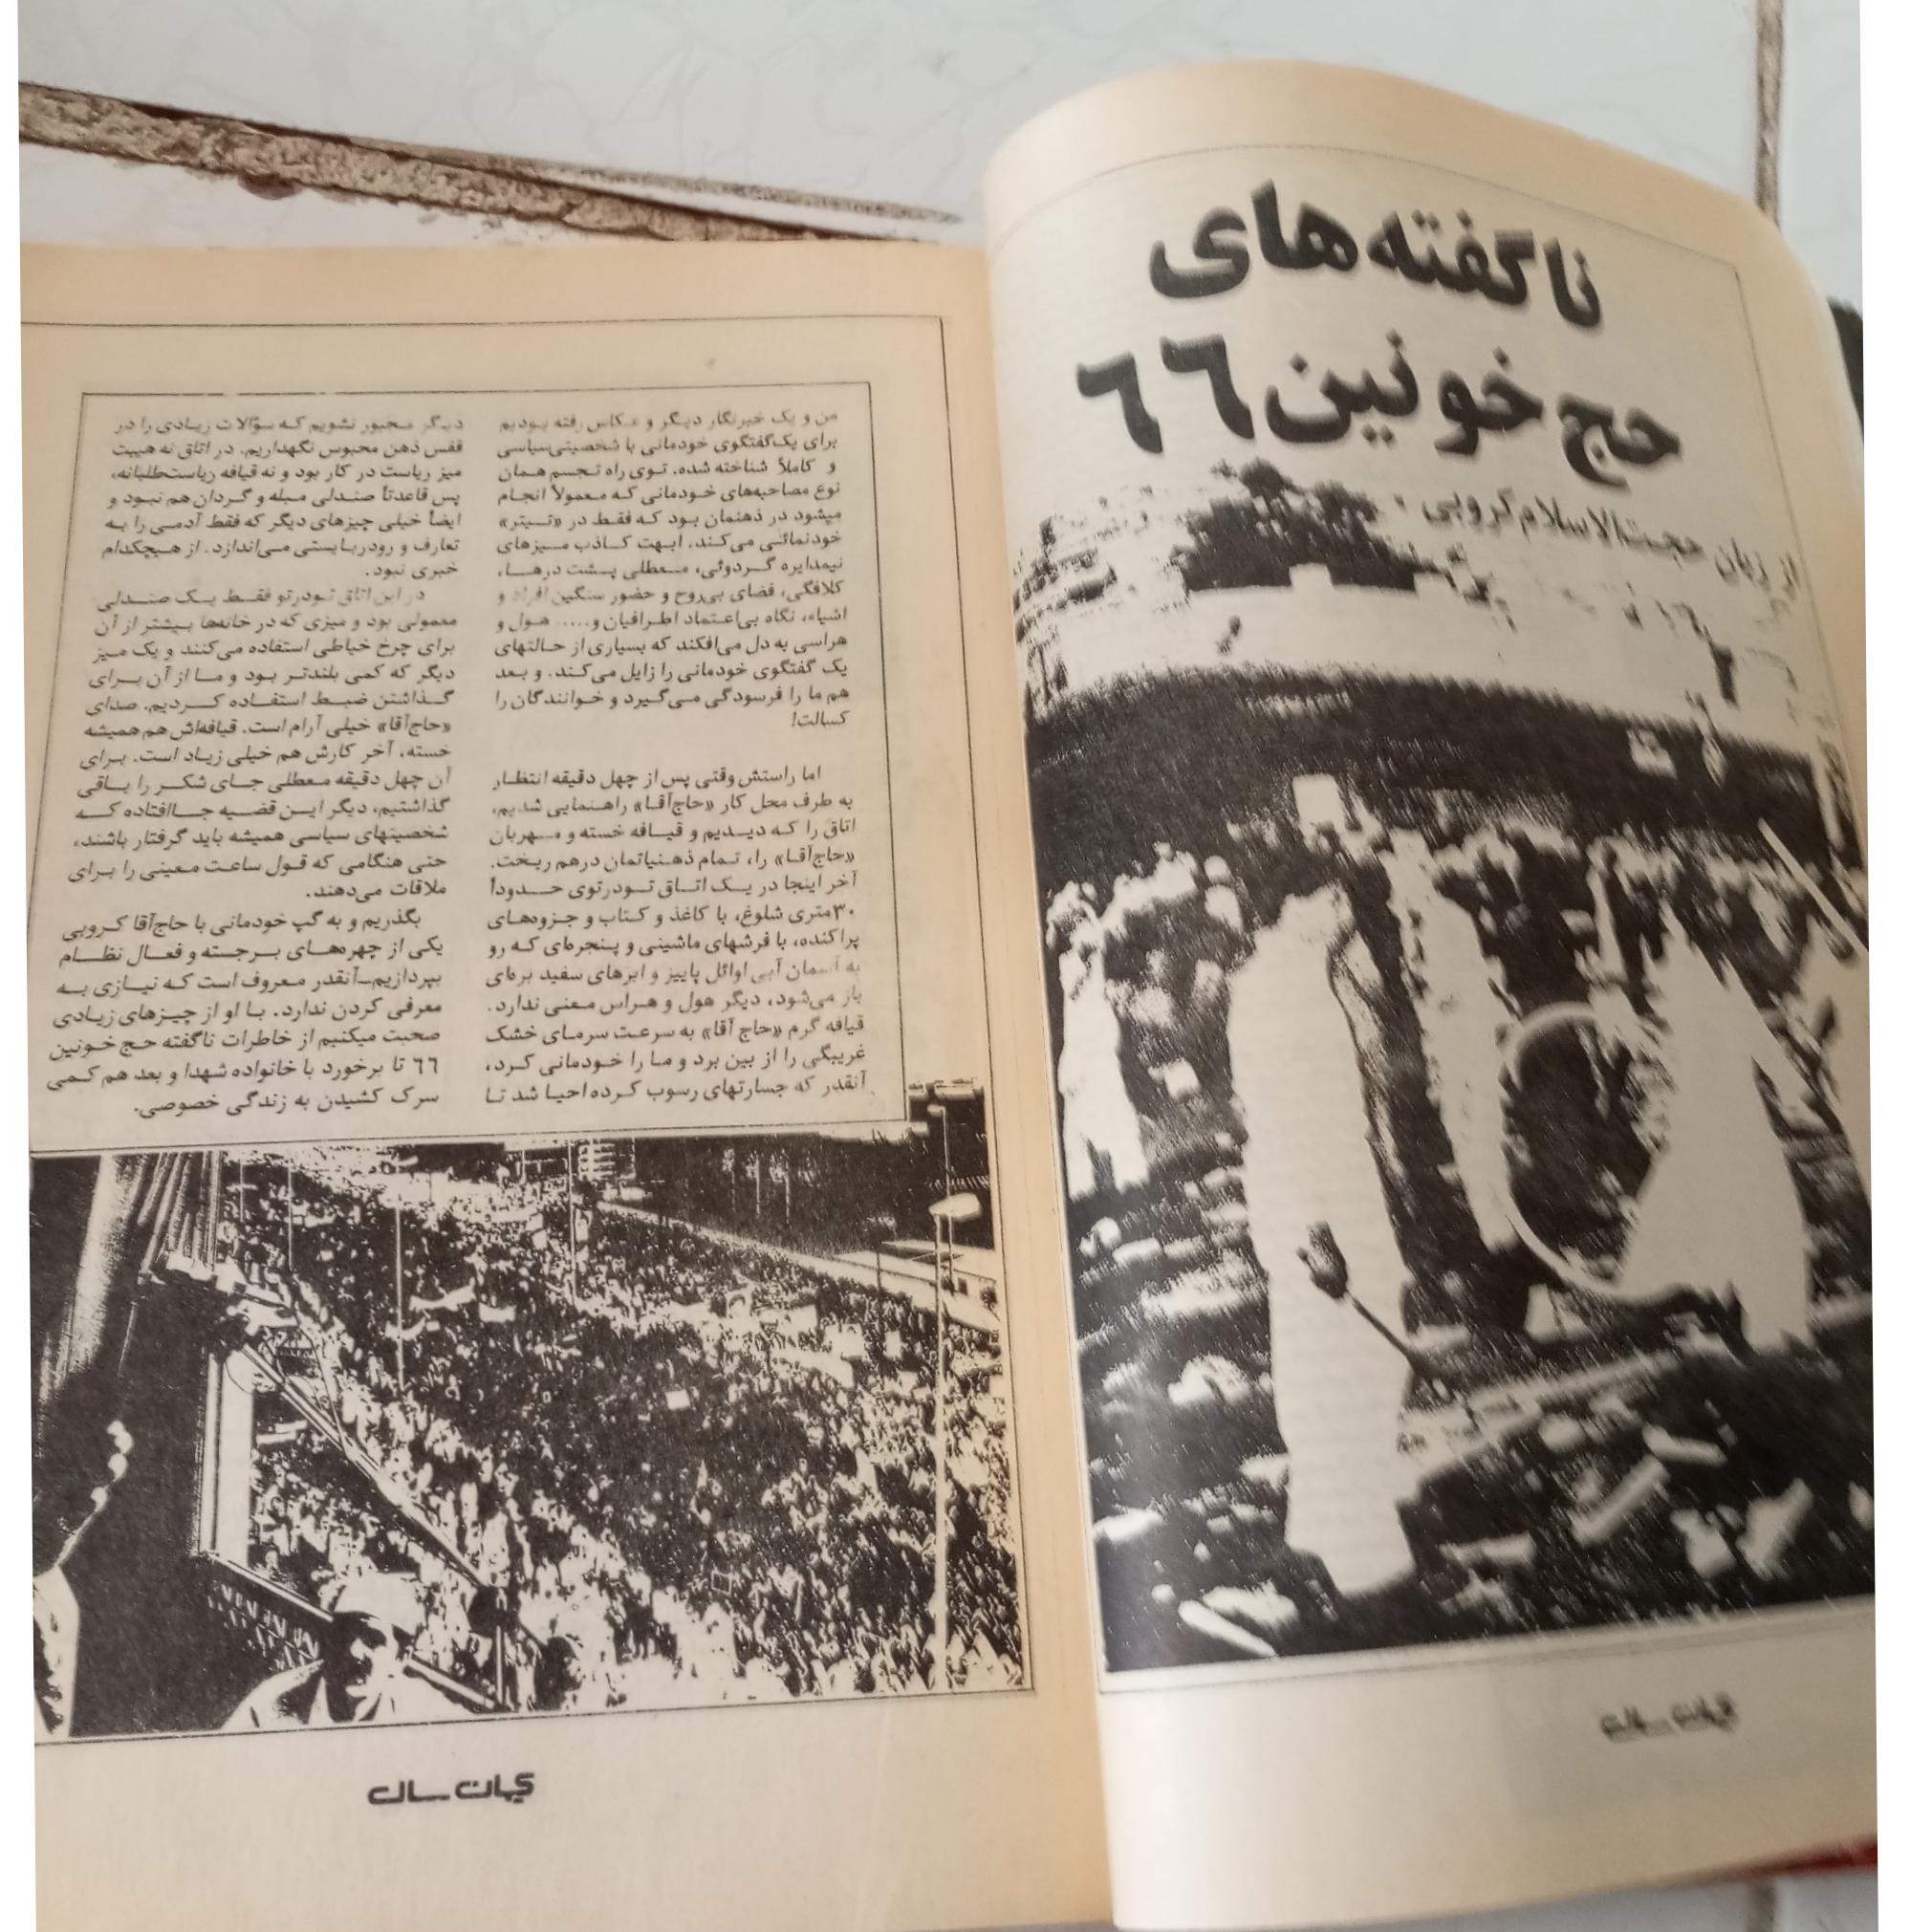 ناگفته‌های
حج خونین ٦٦
از زبان حجت‌الاسلام کروبی
کیهان سال
من و یک خبرنگار دیگر و عکاس رفته بودیم
برای یک گفتگوی خودمانی با شخصیتی سیاسی
و کاملاً شناخته شده. توی راه تجسم همان
نوع مصاحبه‌های خودمانی که معمولاً انجام
میشود در ذهنمان بود که فقط در «تیتر»
خودنمائی می‌کند. ابهت کاذب میزهای
نیمدایره گردوئی، معطلی پشت درها،
کلافگی، فضای بی‌روح و حضور سنگین افراد و
اشیاء، نگاه بی‌اعتماد اطرافیان و..... هول و
هراسی به دل می‌افکند که بسیاری از حالتهای
یک گفتگوی خودمانی را زایل می‌کند. و بعد
هم ما را فرسودگی می‌گیرد و خوانندگان را
کسالت!
اما راستش وقتی پس از چهل دقیقه انتظار
به طرف محل کار «حاج‌آقا» راهنمایی شدیم،
اتاق را که دیدیم و قیافه خسته و مهربان
«حاج‌آقا» را، تمام ذهنیاتمان درهم ریخت.
آخر اینجا در یک اتاق تودرتوی حدوداً
۳۰متری شلوغ، با کاغذ و کتاب و جزوه‌های
پراکنده، با فرشهای ماشینی و پنجره‌ای که رو
به آسمان آبی اوائل پاییز و ابرهای سفید بره‌ای
باز می‌شود، دیگر هول و هراس معنی ندارد.
قیافه گرم «حاج آقا» به سرعت سرمای خشک
غریبگی را از بین برد و ما را خودمانی کرد،
آنقدر که جسارتهای رسوب کرده احیا شد تا
دیگر مجبور نشویم که سؤالات زیادی را در
قفس ذهن محبوس نگهداریم. در اتاق نه هیبت
میز ریاست در کار بود و نه قیافه ریاست‌طلبانه،
پس قاعدتاً صندلی مبله و گردان هم نبود و
ایضاً خیلی چیزهای دیگر که فقط آدمی را به
تعارف و رودربایستی می‌اندازد. از هیچکدام
خبری نبود.
در این اتاق تودرتو فقط یک صندلی
معمولی بود و میزی که در خانه‌ها بیشتر از آن
برای چرخ خیاطی استفاده می‌کنند و یک میز
دیگر که کمی بلندتر بود و ما از آن برای
گذاشتن ضبط استفاده کردیم. صدای
«حاج‌آقا» خیلی آرام است. قیافه‌اش هم همیشه
خسته، آخر کارش هم خیلی زیاد است. برای
آن چهل دقیقه معطلی جای شکر را باقی
گذاشتیم، دیگر این قضیه جاافتاده که
شخصیتهای سیاسی همیشه باید گرفتار باشند،
حتی هنگامی که قول ساعت معینی را برای
ملاقات می‌دهند.
بگذریم و به گپ خودمانی با حاج‌آقا کروبی
یکی از چهره‌های برجسته و فعال نظام
بپردازیم_آنقدر معروف است که نیازی به
معرفی کردن ندارد. با او از چیزهای زیادی
صحبت میکنیم از خاطرات ناگفته حج خونین
٦٦ تا برخورد با خانواده شهدا و بعد هم کمی
سرک کشیدن به زندگی خصوصی.
کیهان سال